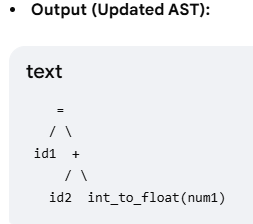 • Output (Updated AST):
text
=
/ \
id1 +
/ \
id2 int_to_float(num1)